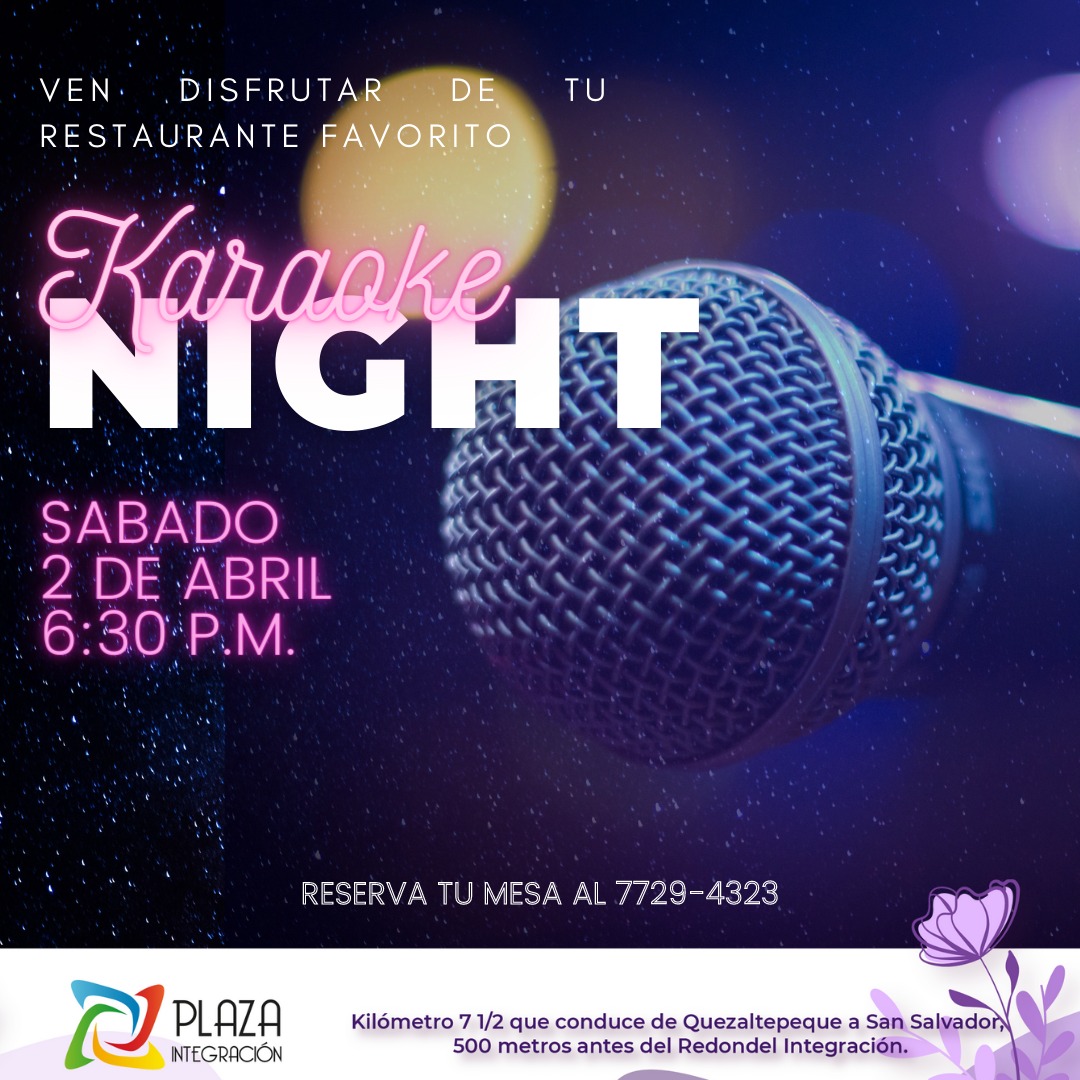 VEN DISFRUTAR DE TU
RESTAURANTE FAVORITO
Karaoke
NIGHT
SABADO
2 DE ABRIL
6:30 P.M.
RESERVA TU MESA AL 7729-4323
PLAZA
INTEGRACIÓN
Kilómetro 7 1/2 que conduce de Quezaltepeque a San Salvador,
500 metros antes del Redondel Integración.